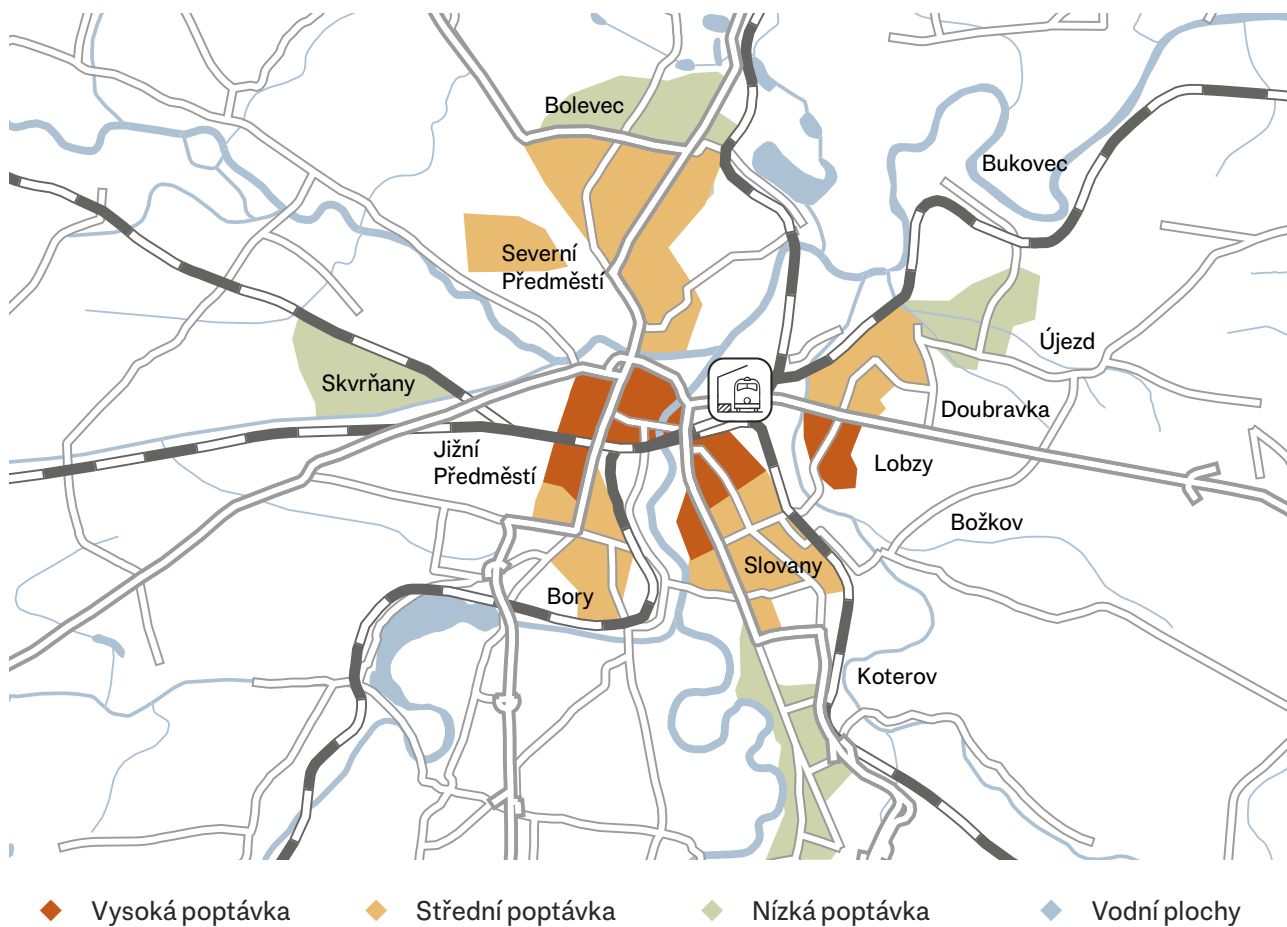 Bolevec
Bukovec
Severní
Předměstí
Újezd
Skvrňany
Doubravka
Jižní
Předměstí
Lobzy
Božkov
Slovany
Bory
Koterov
Vysoká poptávka
Střední poptávka
Nízká poptávka
Vodní plochy